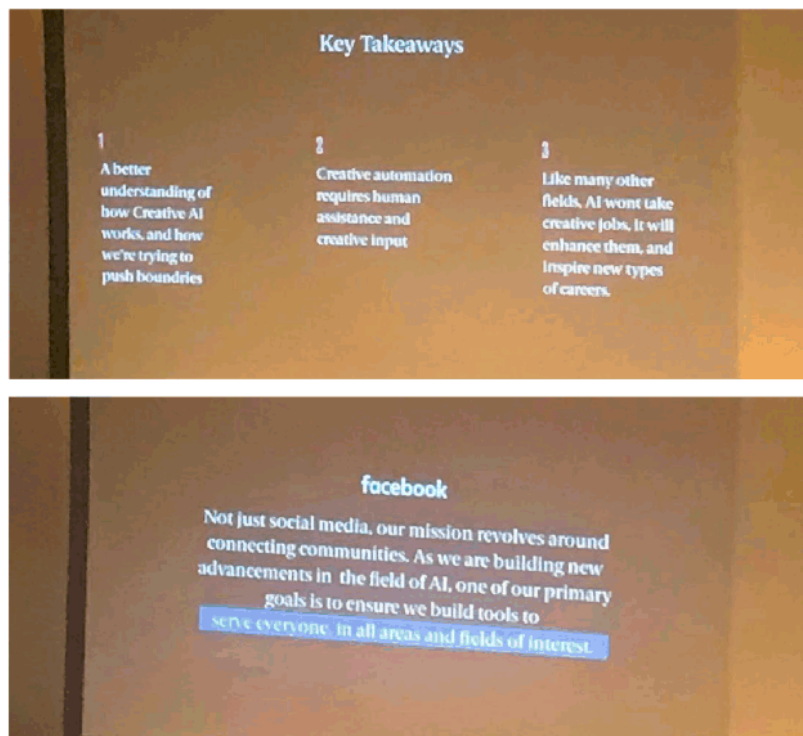 Key Takeaways
1
A better
understanding of
how Creative AI
works, and how
we're trying to
push boundries
2
Creative automation
requires human
assistance and
creative input
3
Like many other
fields, AI wont take
creative jobs, it will
enhance them, and
inspire new types
of careers.
facebook
Not just social media, our mission revolves around
connecting communities. As we are building new
advancements in the field of AI, one of our primary
goals is to ensure we build tools to
serve everyone, in all areas and fields of interest.